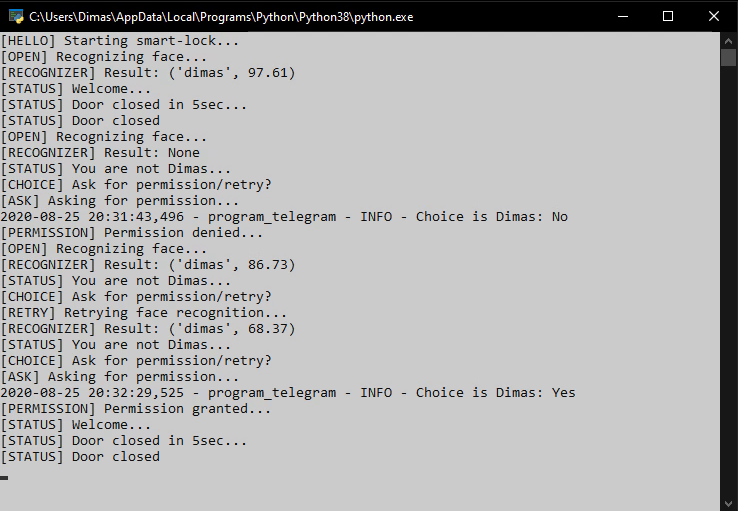 C:\Users\Dimas\AppData\Local\Programs\Python\Python38\python.exe
[HELLO] Starting smart-lock...
[OPEN] Recognizing face...
[RECOGNIZER] Result: ('dimas', 97.61)
[STATUS] Welcome...
[STATUS] Door closed in 5sec...
[STATUS] Door closed
[OPEN] Recognizing face...
[RECOGNIZER] Result: None
[STATUS] You are not Dimas...
[CHOICE] Ask for permission/retry?
[ASK] Asking for permission...
2020-08-25 20:31:43,496 - program_telegram - INFO - Choice is Dimas: No
[PERMISSION] Permission denied...
[OPEN] Recognizing face...
[RECOGNIZER] Result: ('dimas', 86.73)
[STATUS] You are not Dimas...
[CHOICE] Ask for permission/retry?
[RETRY] Retrying face recognition...
[RECOGNIZER] Result: ('dimas', 68.37)
[STATUS] You are not Dimas...
[CHOICE] Ask for permission/retry?
[ASK] Asking for permission...
2020-08-25 20:32:29,525 - program_telegram - INFO - Choice is Dimas: Yes
[PERMISSION] Permission granted...
[STATUS] Welcome...
[STATUS] Door closed in 5sec...
[STATUS] Door closed